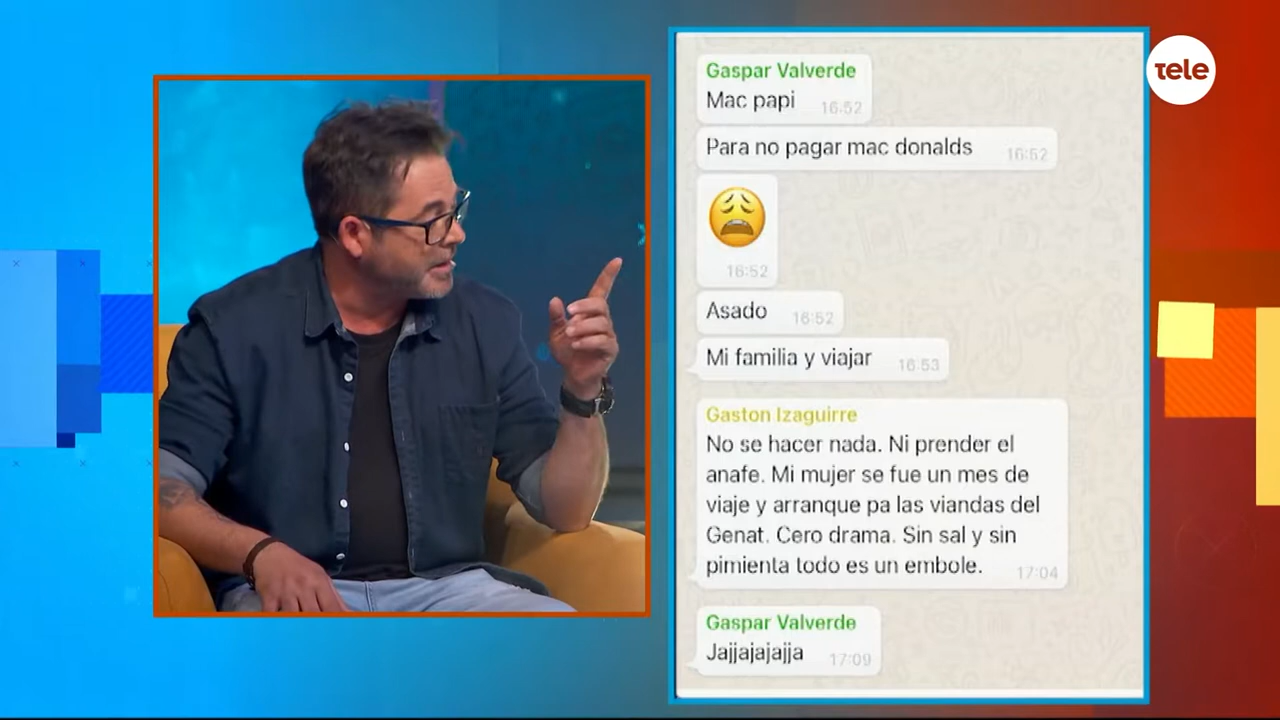 tele
Gaspar Valverde
Mac papi 16:52
Para no pagar mac donalds 16:52
16:52
Asado 16:52
Mi familia y viajar 16:53
Gaston Izaguirre
No se hacer nada. Ni prender el
anafe. Mi mujer se fue un mes de
viaje y arranque pa las viandas del
Genat. Cero drama. Sin sal y sin
pimienta todo es un embole. 17:04
Gaspar Valverde
Jajjajajajja 17:09